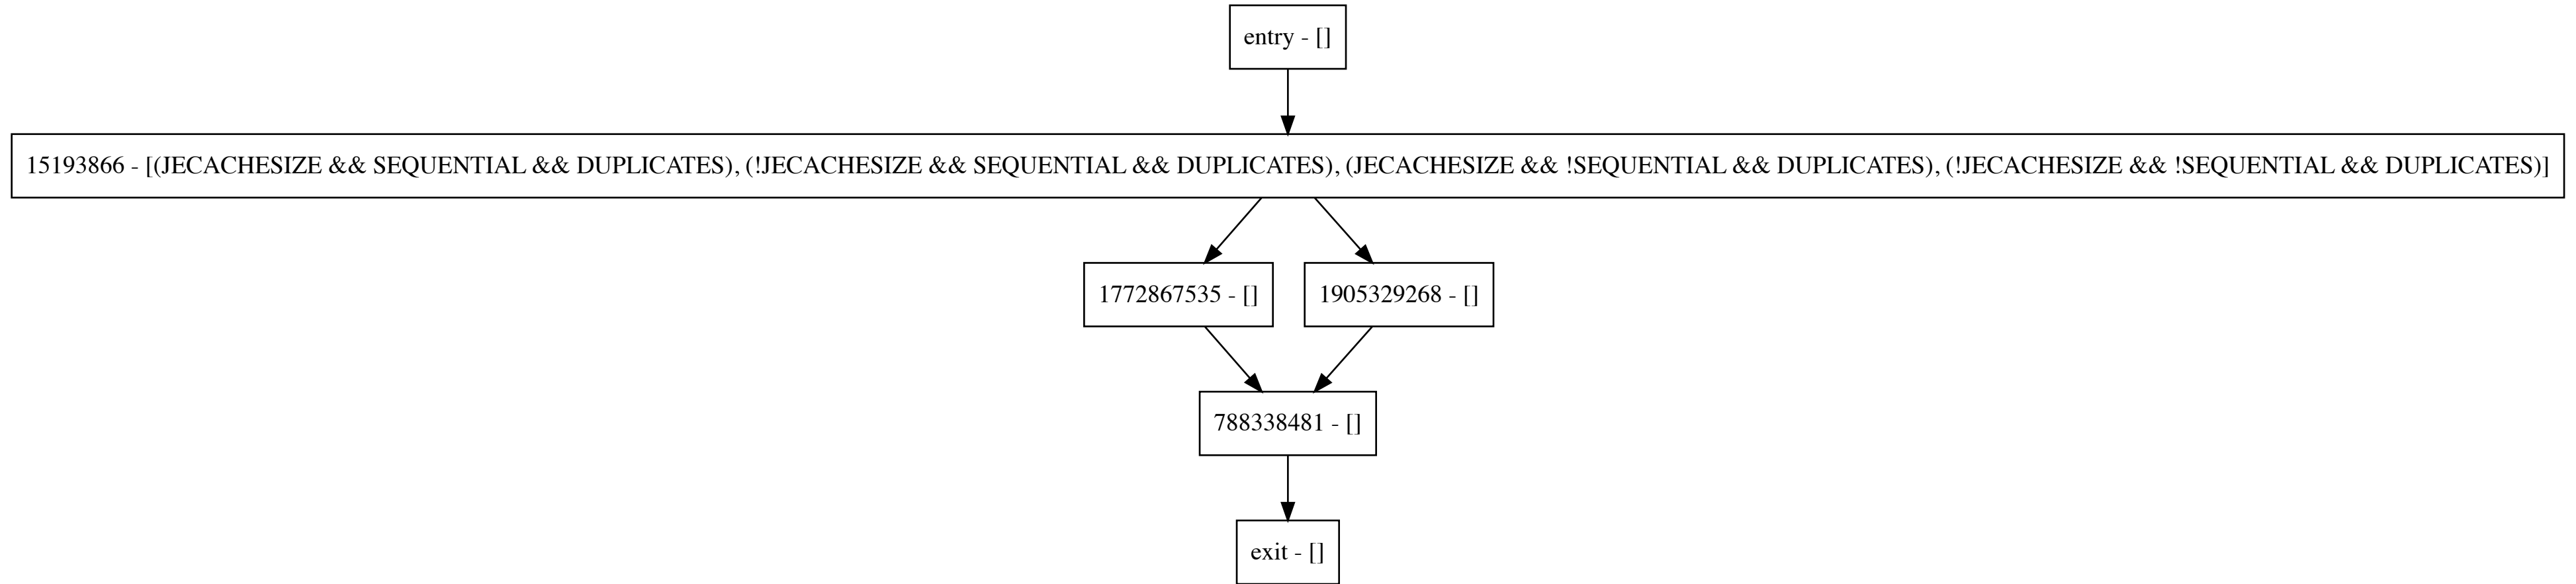 entry - []
15193866 - [(JECACHESIZE && SEQUENTIAL && DUPLICATES), (!JECACHESIZE && SEQUENTIAL && DUPLICATES), (JECACHESIZE && !SEQUENTIAL && DUPLICATES), (!JECACHESIZE && !SEQUENTIAL && DUPLICATES)]
1772867535 - []
1905329268 - []
788338481 - []
exit - []